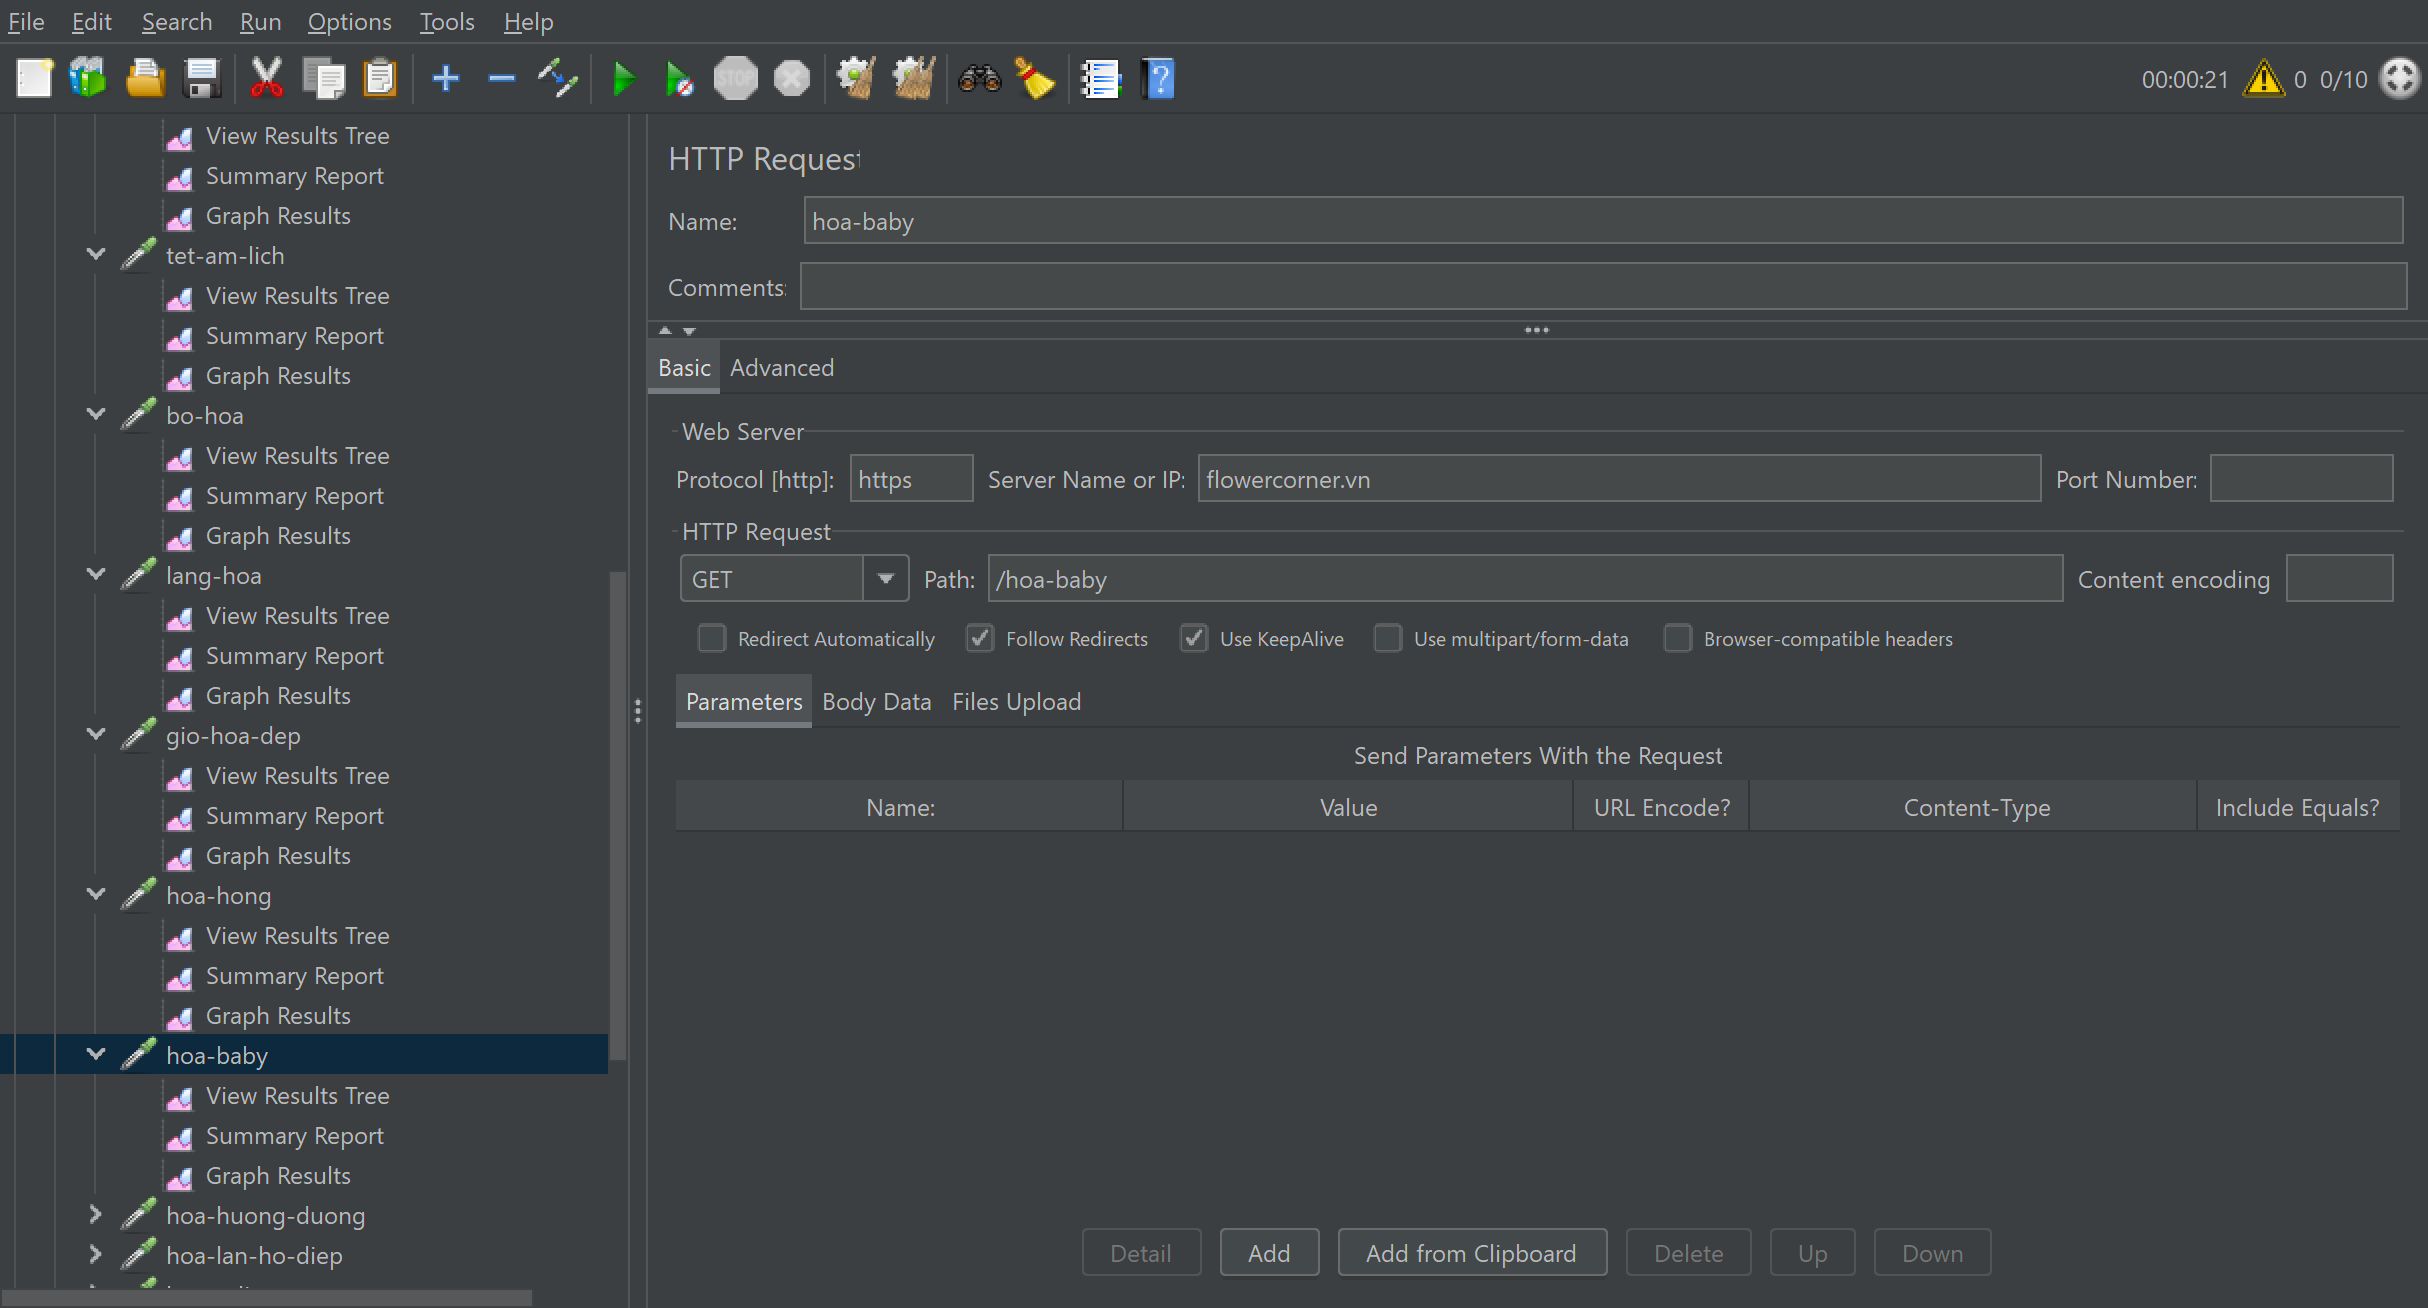 File Edit Search Run Options Tools Help
STOP ? 00:00:21 0 0/10
View Results Tree
Summary Report
Graph Results
tet-am-lich
View Results Tree
Summary Report
Graph Results
bo-hoa
View Results Tree
Summary Report
Graph Results
lang-hoa
View Results Tree
Summary Report
Graph Results
gio-hoa-dep
View Results Tree
Summary Report
Graph Results
hoa-hong
View Results Tree
Summary Report
Graph Results
hoa-baby
View Results Tree
Summary Report
Graph Results
hoa-huong-duong
hoa-lan-ho-diep
HTTP Request
Name: hoa-baby
Comments:
Basic Advanced
Web Server
Protocol [http]: https Server Name or IP: flowercorner.vn Port Number:
HTTP Request
GET Path: /hoa-baby Content encoding
Redirect Automatically Follow Redirects Use KeepAlive Use multipart/form-data Browser-compatible headers
Parameters Body Data Files Upload
Send Parameters With the Request
Name: Value URL Encode? Content-Type Include Equals?
Detail Add Add from Clipboard Delete Up Down